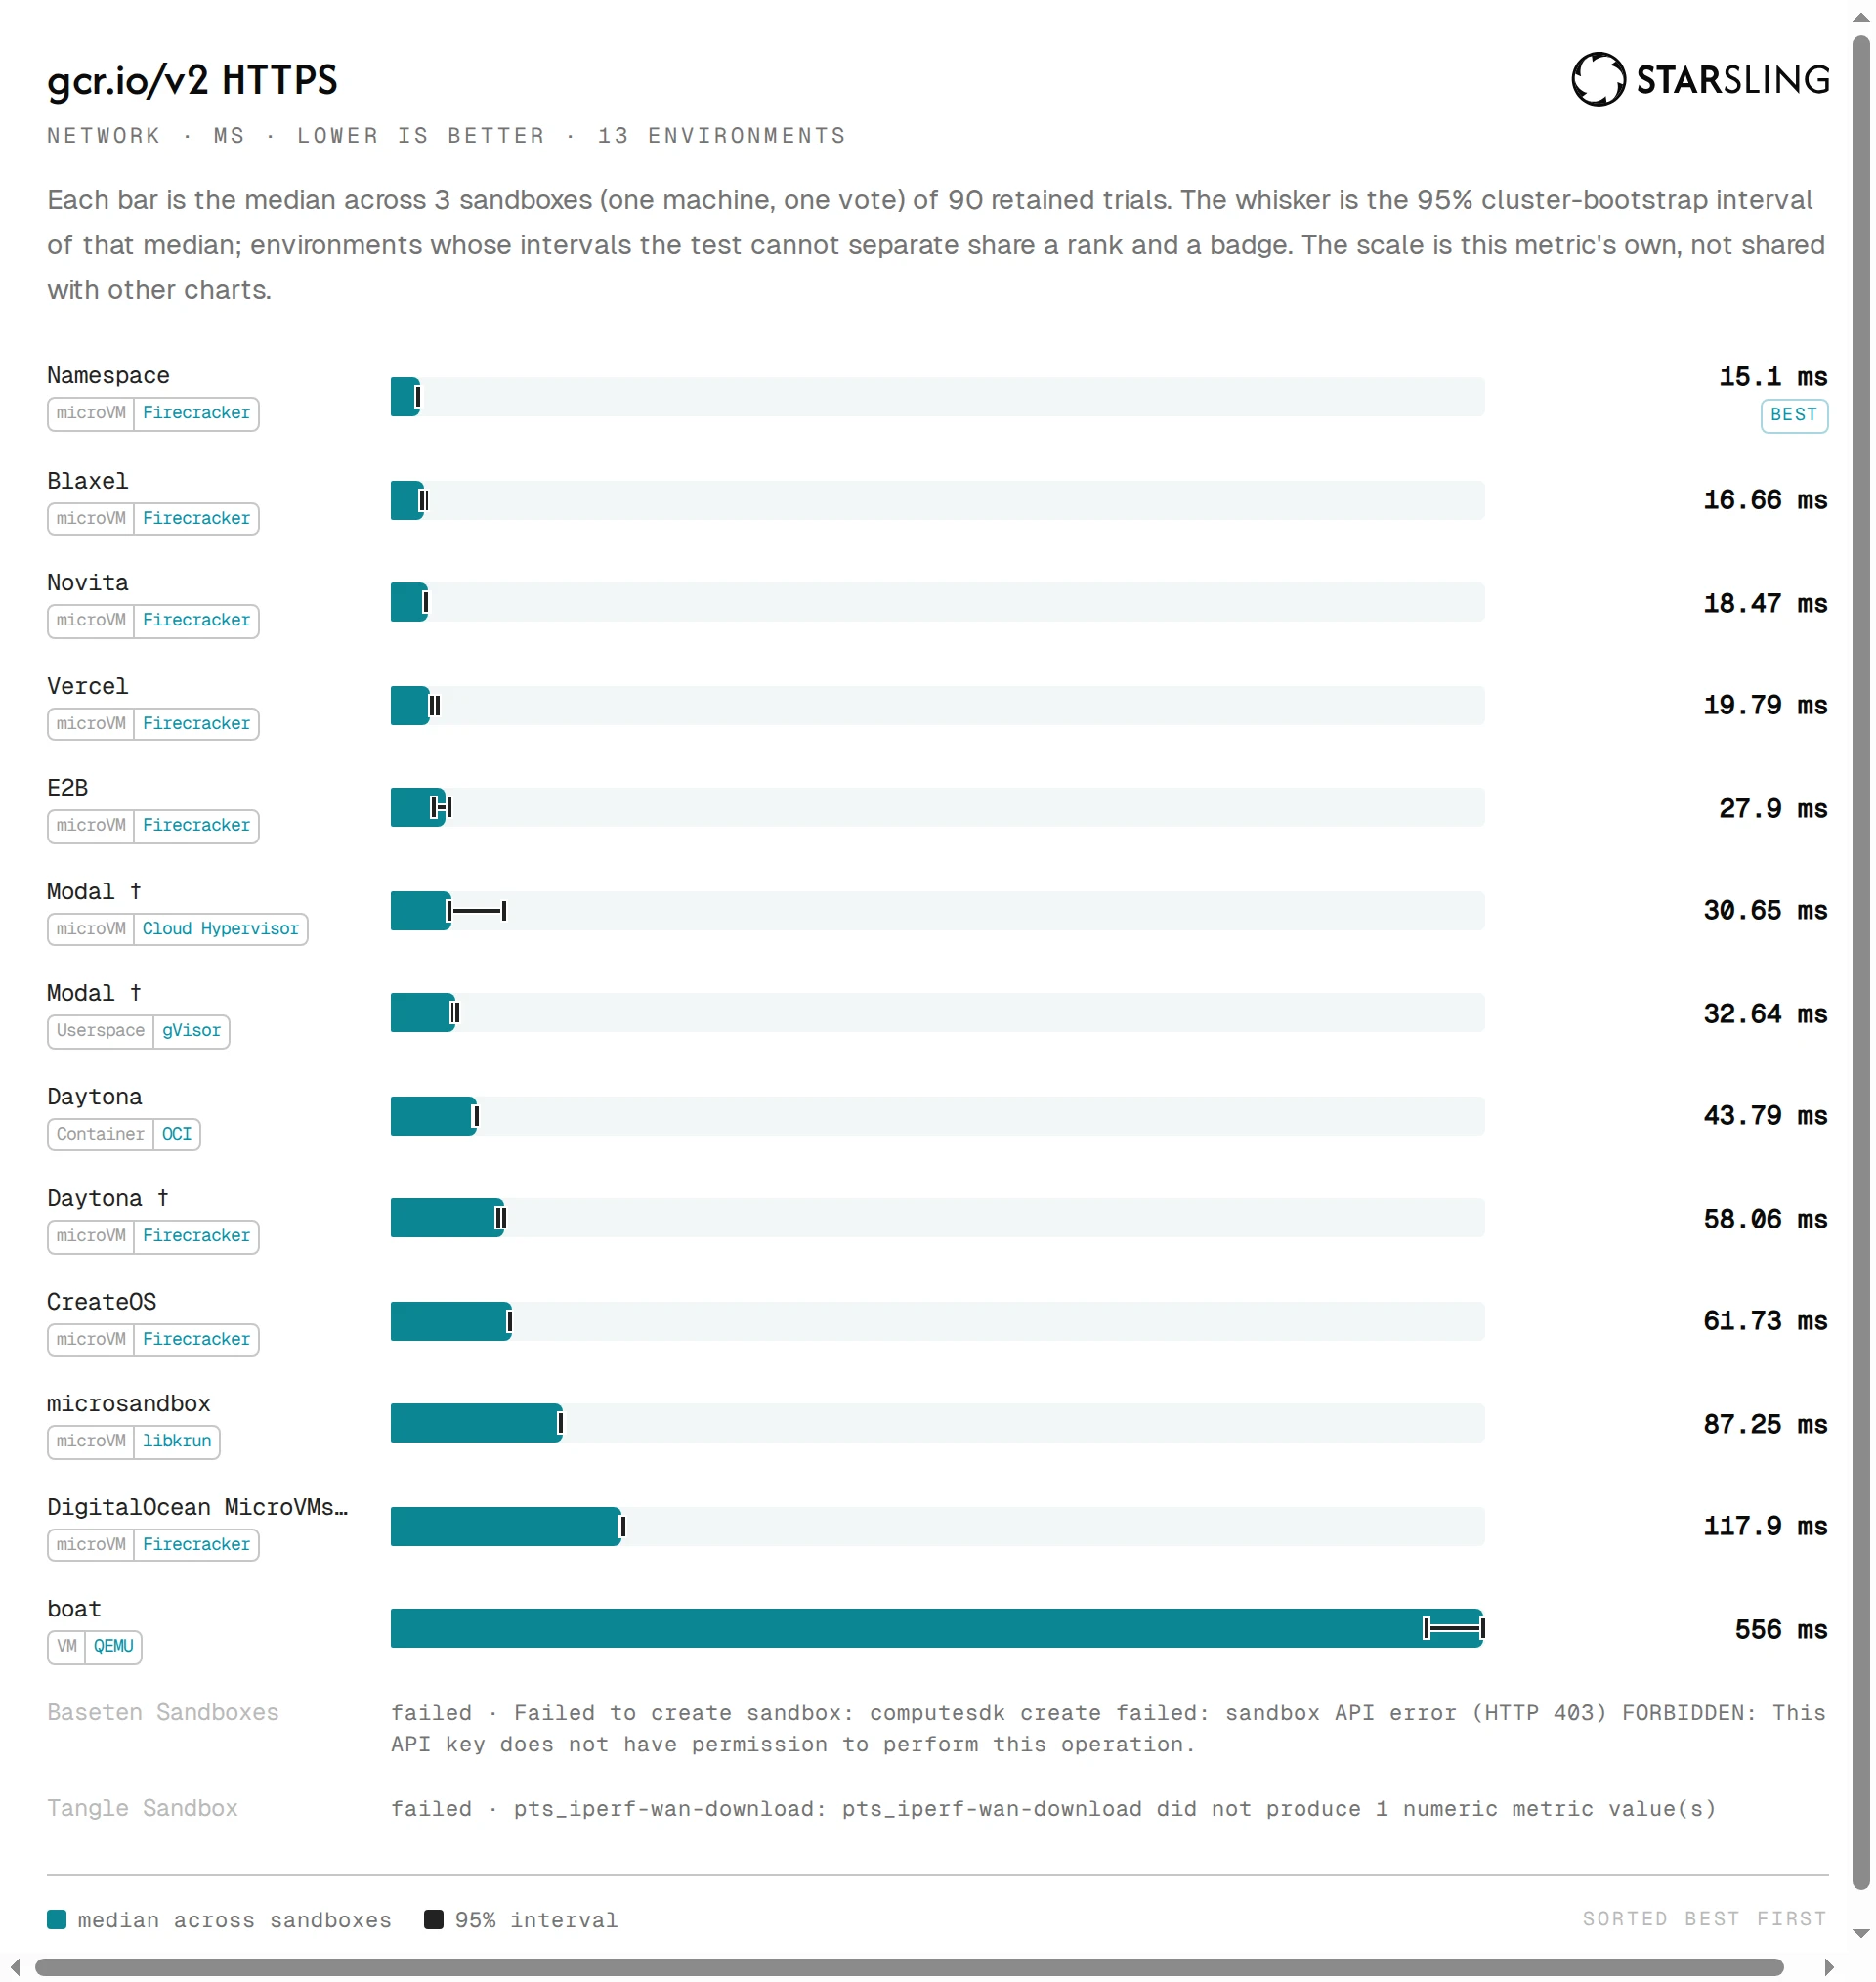 gcr.io/v2 HTTPS
STARSLING
NETWORK · MS · LOWER IS BETTER · 13 ENVIRONMENTS
Each bar is the median across 3 sandboxes (one machine, one vote) of 90 retained trials. The whisker is the 95% cluster-bootstrap interval
of that median; environments whose intervals the test cannot separate share a rank and a badge. The scale is this metric's own, not shared
with other charts.
Namespace
microVM Firecracker
15.1 ms
BEST
Blaxel
microVM Firecracker
16.66 ms
Novita
microVM Firecracker
18.47 ms
Vercel
microVM Firecracker
19.79 ms
E2B
microVM Firecracker
27.9 ms
Modal †
microVM Cloud Hypervisor
30.65 ms
Modal †
Userspace gVisor
32.64 ms
Daytona
Container OCI
43.79 ms
Daytona †
microVM Firecracker
58.06 ms
CreateOS
microVM Firecracker
61.73 ms
microsandbox
microVM libkrun
87.25 ms
DigitalOcean MicroVMs…
microVM Firecracker
117.9 ms
boat
VM QEMU
556 ms
Baseten Sandboxes
failed · Failed to create sandbox: computesdk create failed: sandbox API error (HTTP 403) FORBIDDEN: This
API key does not have permission to perform this operation.
Tangle Sandbox
failed · pts_iperf-wan-download: pts_iperf-wan-download did not produce 1 numeric metric value(s)
median across sandboxes
95% interval
SORTED BEST FIRST